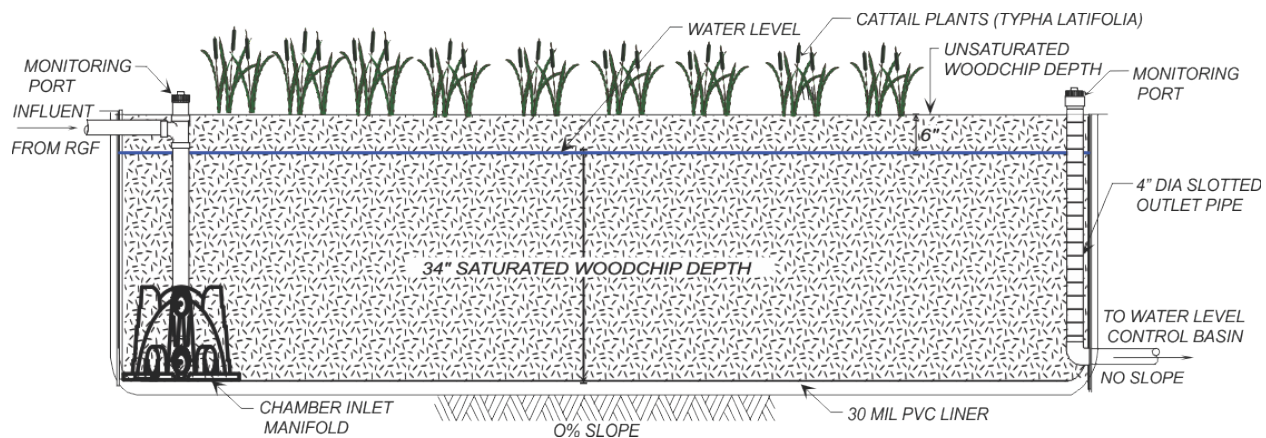 CATTAIL PLANTS (TYPHA LATIFOLIA)
WATER LEVEL
UNSATURATED
WOODCHIP DEPTH
MONITORING
PORT
MONITORING
PORT
INFLUENT
FROM RGF
6"
4" DIA SLOTTED
OUTLET PIPE
34" SATURATED WOODCHIP DEPTH
TO WATER LEVEL
CONTROL BASIN
NO SLOPE
CHAMBER INLET
MANIFOLD
30 MIL PVC LINER
0% SLOPE